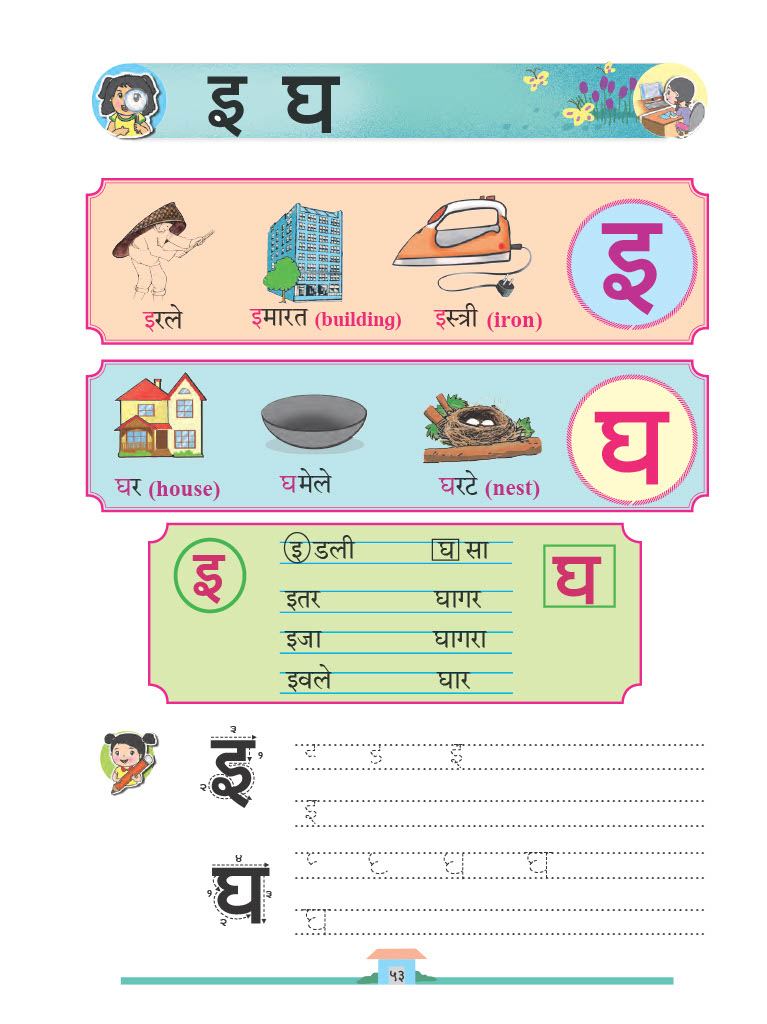 इ घ
इरले इमारत (building) इस्त्री (iron) इ
घर (house) घमेले घरटे (nest) घ
इ इडली घसा घ
इतर घागर
इजा घागरा
इवले घार
३
इ १
२
इ
इ
४
घ १ ३
२
घ घ
घ
५३